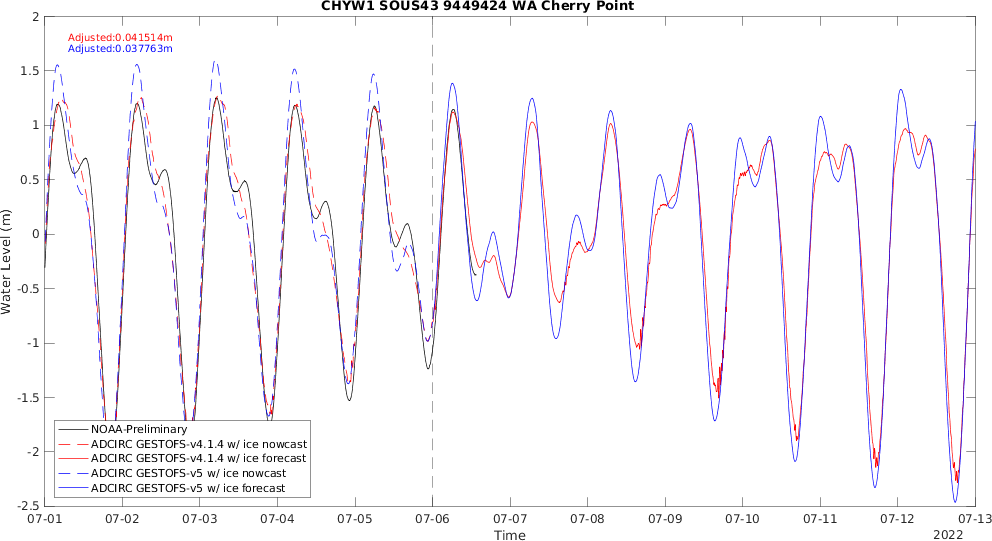 CHYW1 SOUS43 9449424 WA Cherry Point
Adjusted:0.041514m
Adjusted:0.037763m
2
1.5
1
0.5
0
-0.5
-1
-1.5
-2
-2.5
Water Level (m)
NOAA-Preliminary
ADCIRC GESTOFS-v4.1.4 w/ ice nowcast
ADCIRC GESTOFS-v4.1.4 w/ ice forecast
ADCIRC GESTOFS-v5 w/ ice nowcast
ADCIRC GESTOFS-v5 w/ ice forecast
07-01 07-02 07-03 07-04 07-05 07-06 07-07 07-08 07-09 07-10 07-11 07-12 07-13
Time
2022